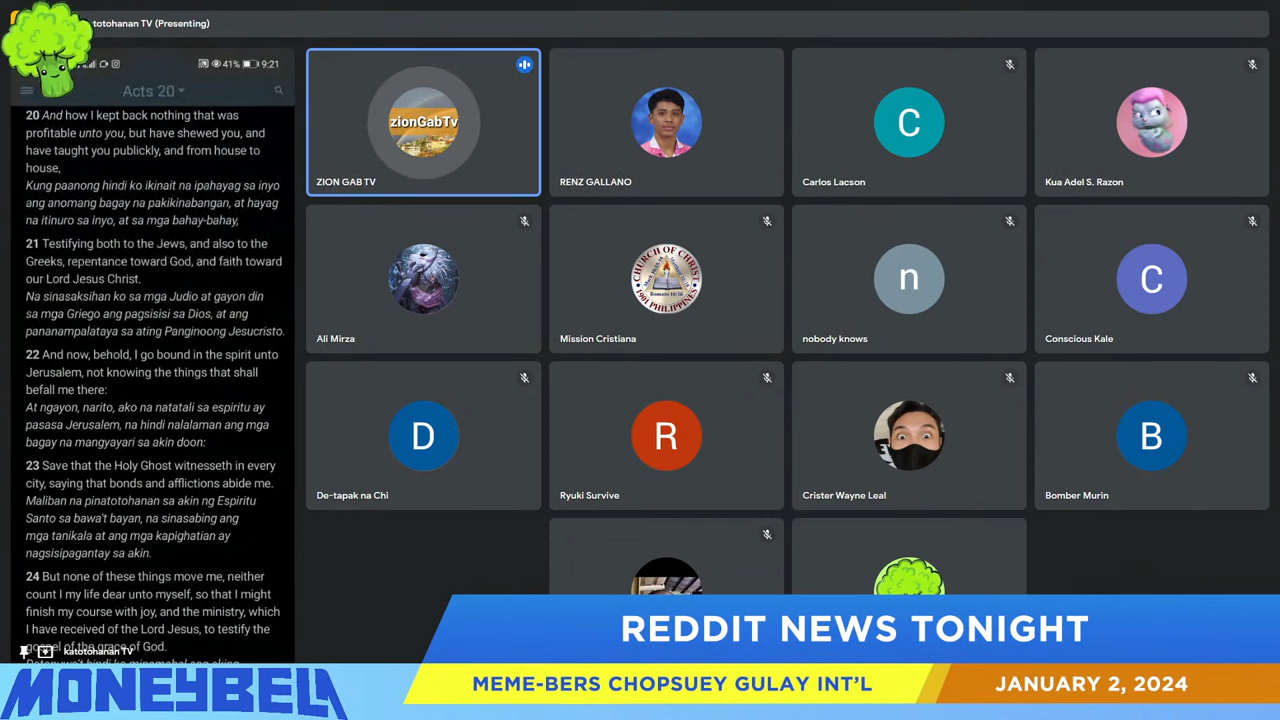 totohanan TV (Presenting)
41% 9:21
Acts 20
20 And how I kept back nothing that was
profitable unto you, but have shewed you, and
have taught you publickly, and from house to
house,
Kung paanong hindi ko ikinait na ipahayag sa inyo
ang anomang bagay na pakikinabangan, at hayag
na itinuro sa inyo, at sa mga bahay-bahay,
21 Testifying both to the Jews, and also to the
Greeks, repentance toward God, and faith toward
our Lord Jesus Christ.
Na sinasaksihan ko sa mga Judio at gayon din
sa mga Griego ang pagsisisi sa Dios, at ang
pananampalataya sa ating Panginoong Jesucristo.
22 And now, behold, I go bound in the spirit unto
Jerusalem, not knowing the things that shall
befall me there:
At ngayon, narito, ako na natatali sa espiritu ay
pasasa Jerusalem, na hindi nalalaman ang mga
bagay na mangyayari sa akin doon:
23 Save that the Holy Ghost witnesseth in every
city, saying that bonds and afflictions abide me.
Maliban na pinatotohanan sa akin ng Espiritu
Santo sa bawa't bayan, na sinasabing ang
mga tanikala at ang mga kapighatian ay
nagsisipagantay sa akin.
24 But none of these things move me, neither
count I my life dear unto myself, so that I might
finish my course with joy, and the ministry, which
I have received of the Lord Jesus, to testify the
gospel of the grace of God.
katotohanan TV
zionGabTv
ZION GAB TV
RENZ GALLANO
C
Carlos Lacson
Kua Adel S. Razon
Ali Mirza
CHURCH OF CHRIST
Romans 16:16
1901 PHILIPPINES
Mission Cristiana
n
nobody knows
C
Conscious Kale
D
De-tapak na Chi
R
Ryuki Survive
Crister Wayne Leal
B
Bomber Murin
REDDIT NEWS TONIGHT
MONEYBELA
MEME-BERS CHOPSUEY GULAY INT'L
JANUARY 2, 2024